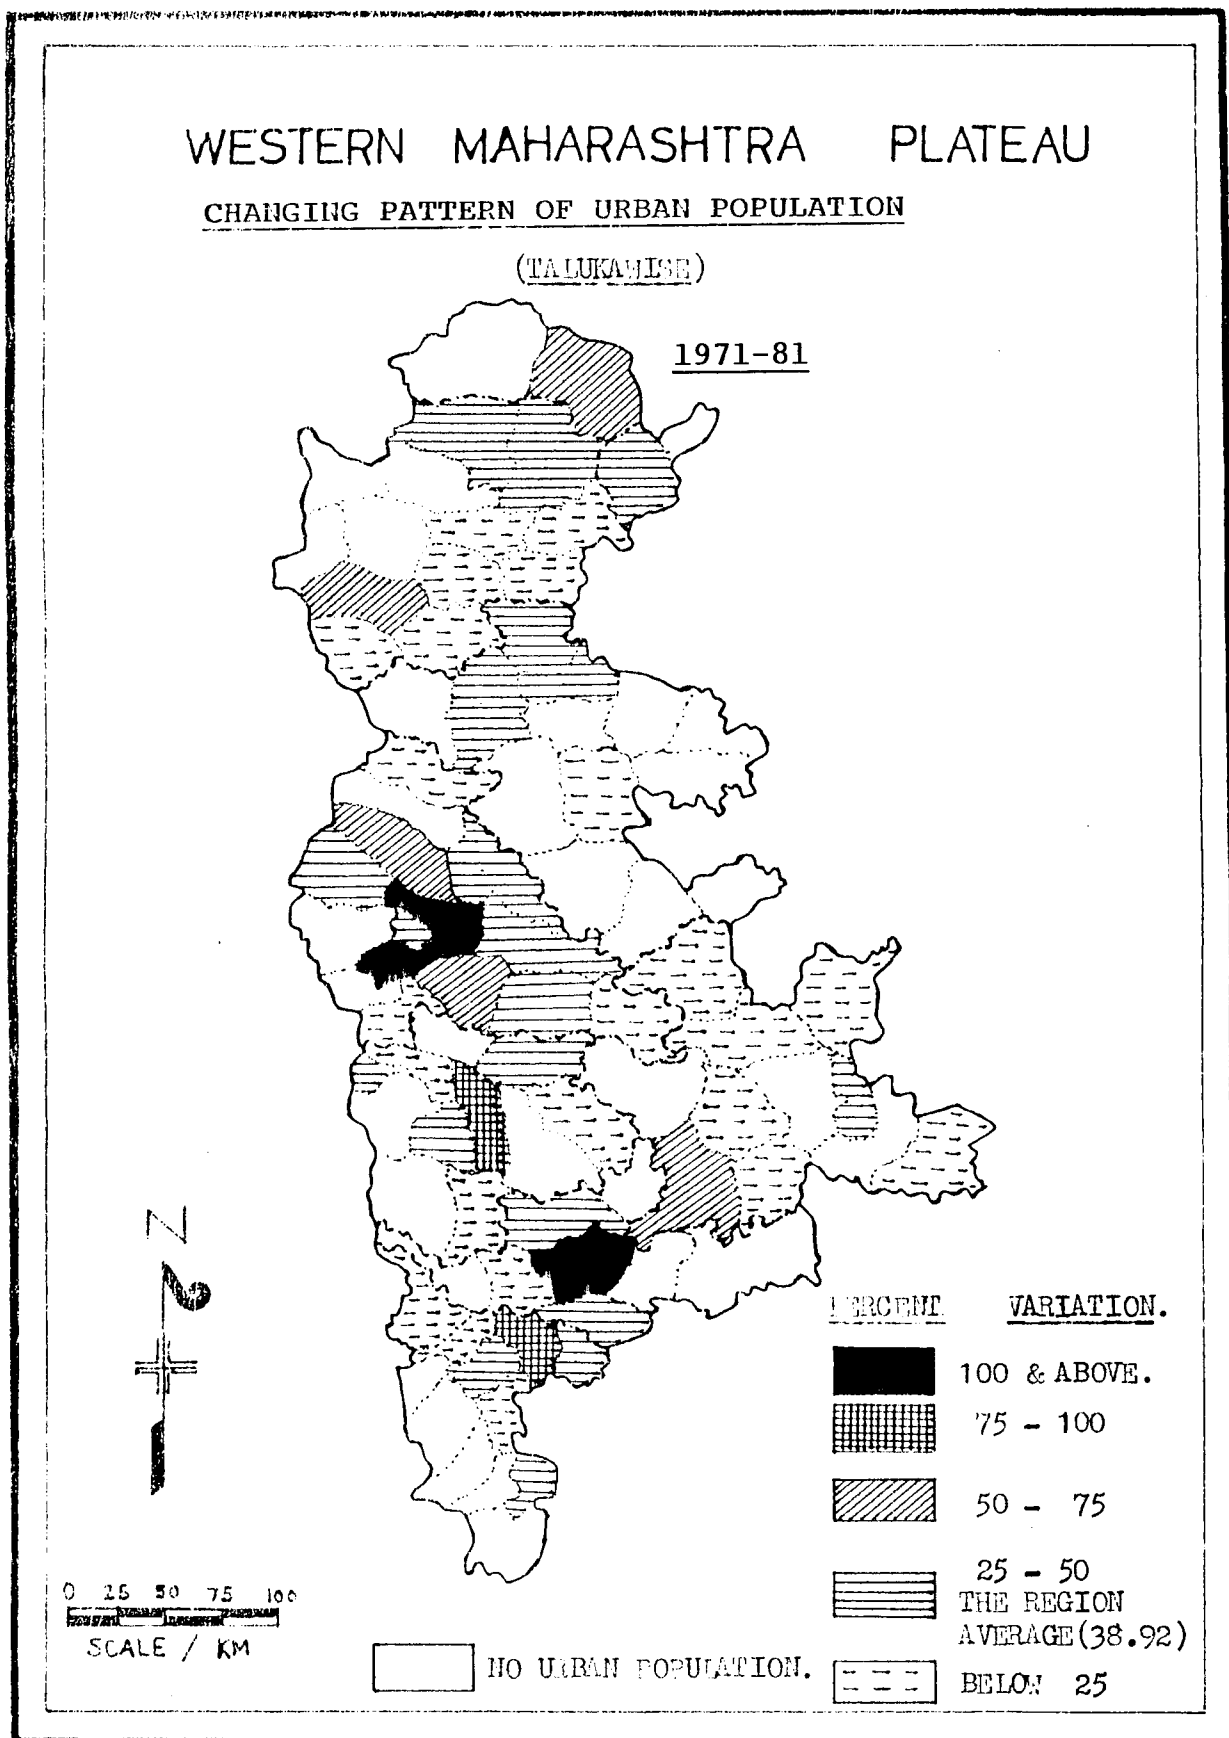 WESTERN MAHARASHTRA PLATEAU
CHANGING PATTERN OF URBAN POPULATION
(TALUKAWISE)
1971-81
N
PERCENT VARIATION.
100 & ABOVE.
75 - 100
50 - 75
25 - 50
THE REGION
AVERAGE(38.92)
BELOW 25
NO URBAN POPULATION.
0 25 50 75 100
SCALE / KM